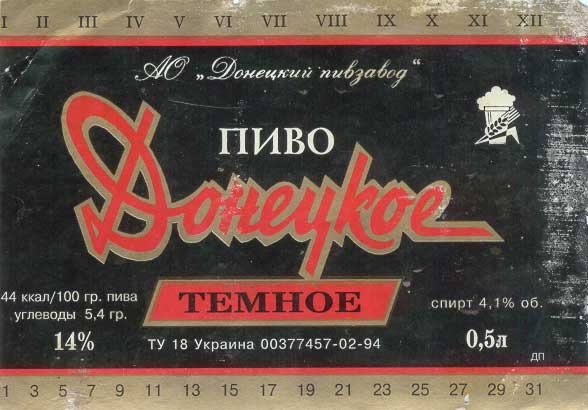 I II III IV V VI VII VIII IX X XI XII
АО „Донецкий пивзавод“
ПИВО
Донецкое
ТЕМНОЕ
44 ккал/100 гр. пива
углеводы 5,4 гр.
спирт 4,1% об.
14%
ТУ 18 Украина 00377457-02-94
0,5л
дп
1 3 5 7 9 11 13 15 17 19 21 23 25 27 29 31